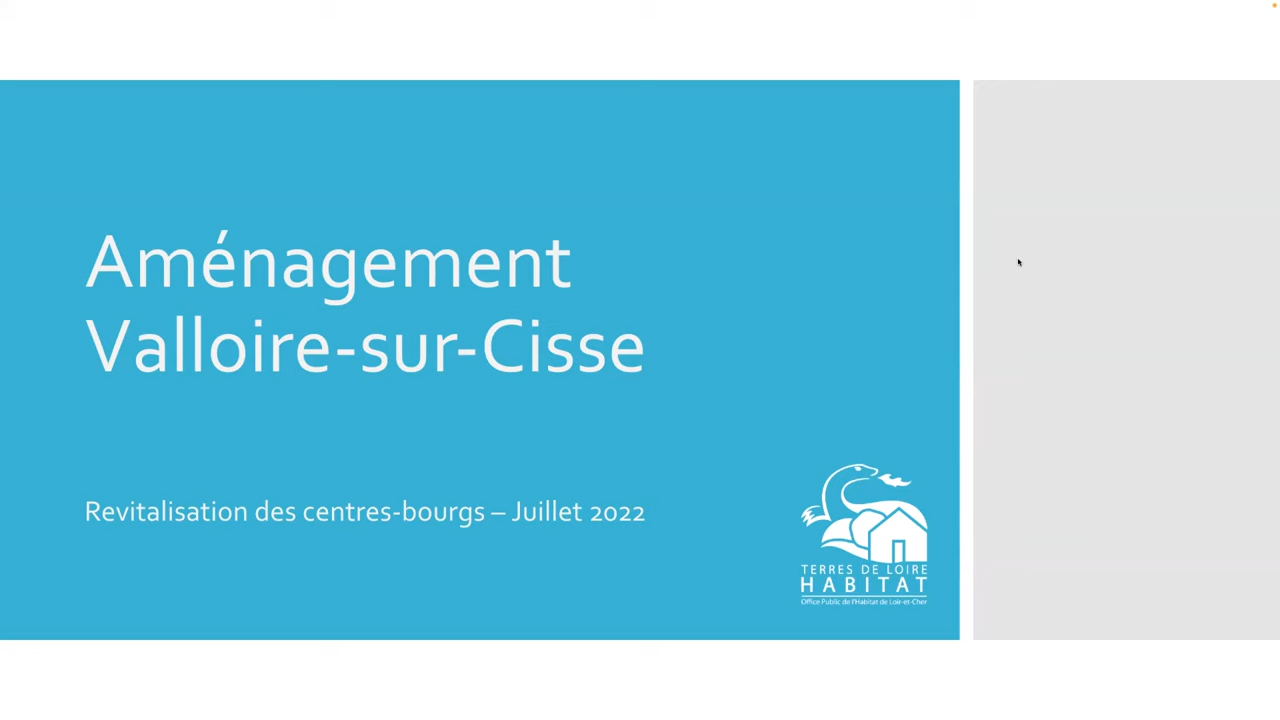 Aménagement
Valloire-sur-Cisse
Revitalisation des centres-bourgs – Juillet 2022
TERRES DE LOIRE
HABITAT
Office Public de l'Habitat de Loir-et-Cher